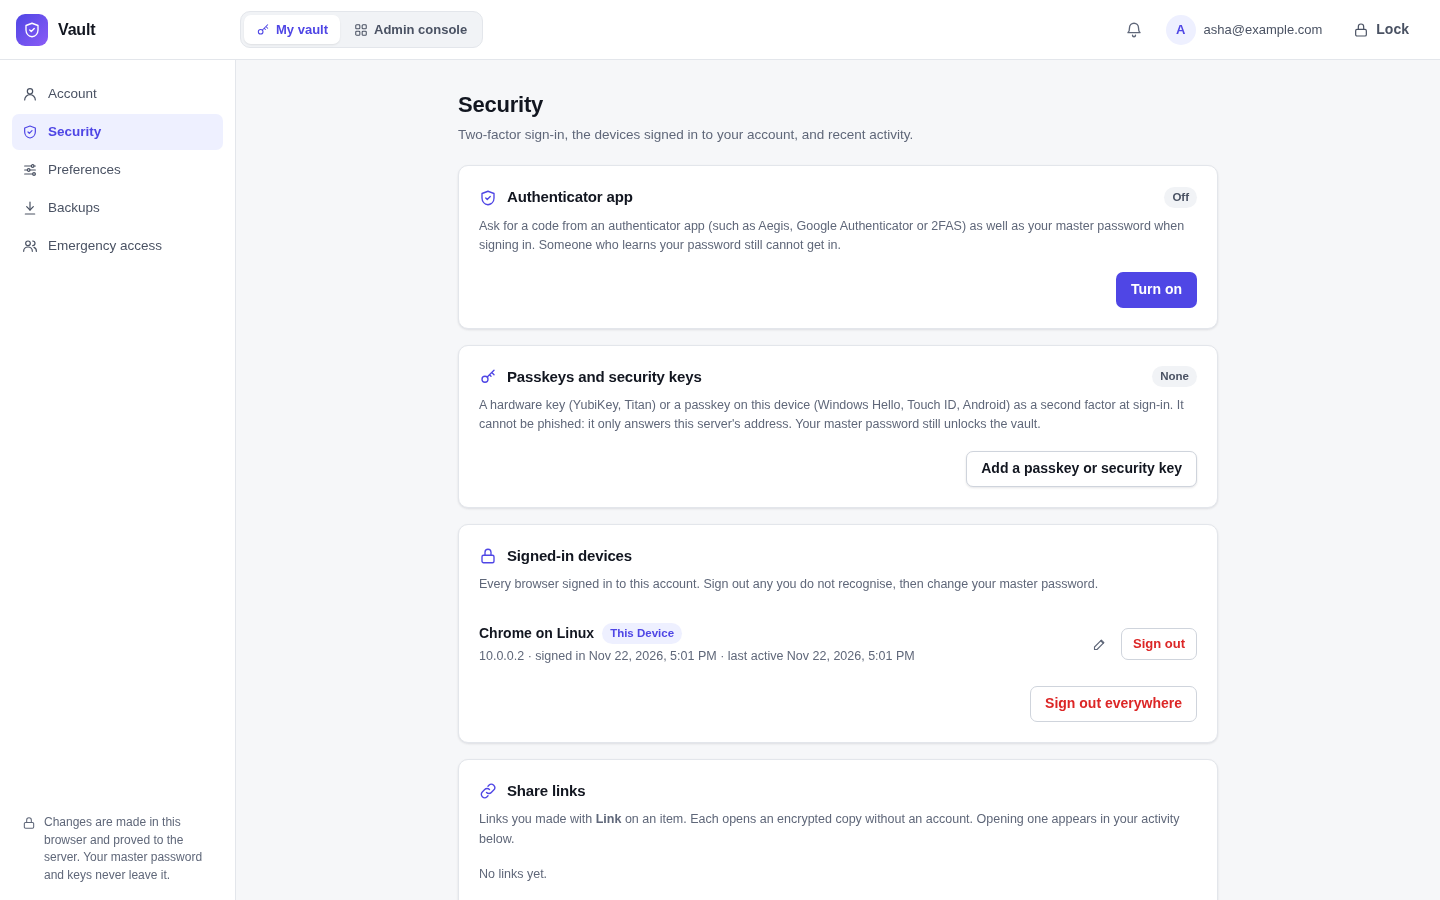 Vault
My vault
Admin console
A
asha@example.com
Lock
Account
Security
Preferences
Backups
Emergency access
Changes are made in this
browser and proved to the
server. Your master password
and keys never leave it.
Security
Two-factor sign-in, the devices signed in to your account, and recent activity.
Authenticator app
Off
Ask for a code from an authenticator app (such as Aegis, Google Authenticator or 2FAS) as well as your master password when
signing in. Someone who learns your password still cannot get in.
Turn on
Passkeys and security keys
None
A hardware key (YubiKey, Titan) or a passkey on this device (Windows Hello, Touch ID, Android) as a second factor at sign-in. It
cannot be phished: it only answers this server's address. Your master password still unlocks the vault.
Add a passkey or security key
Signed-in devices
Every browser signed in to this account. Sign out any you do not recognise, then change your master password.
Chrome on Linux
This Device
10.0.0.2 · signed in Nov 22, 2026, 5:01 PM · last active Nov 22, 2026, 5:01 PM
Sign out
Sign out everywhere
Share links
Links you made with Link on an item. Each opens an encrypted copy without an account. Opening one appears in your activity
below.
No links yet.